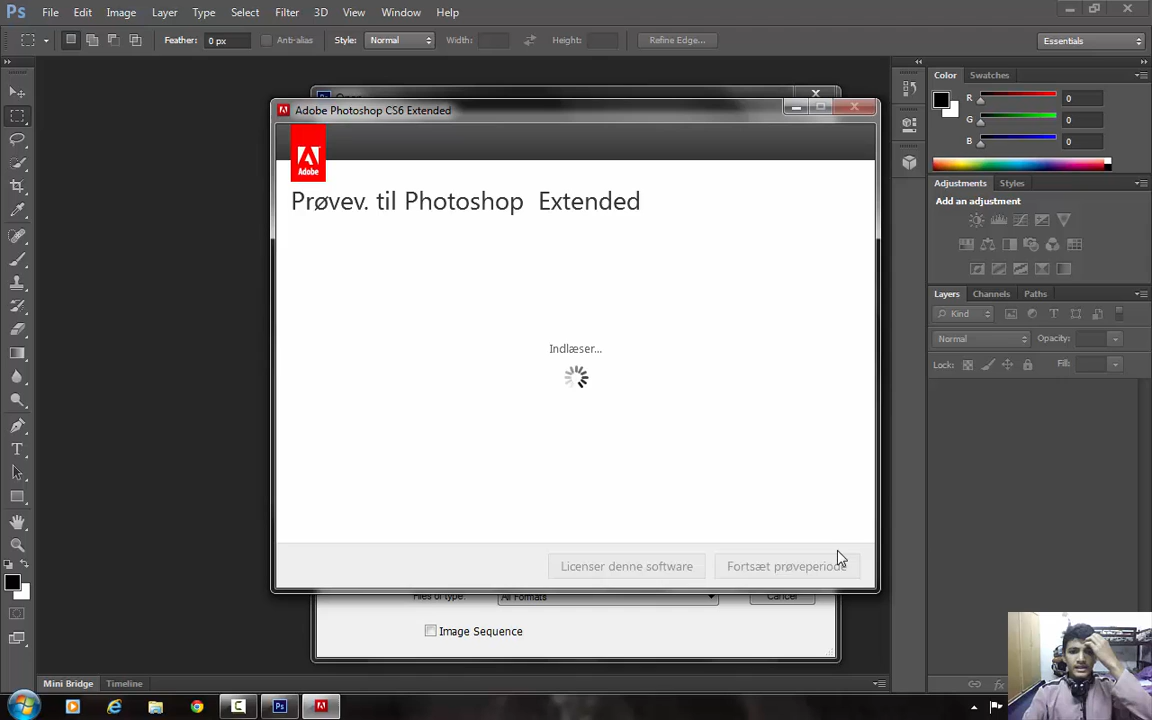 Ps File Edit Image Layer Type Select Filter 3D View Window Help
Feather: 0 px Anti-alias Style: Normal Width: Height: Refine Edge... Essentials
Color Swatches
R 0
G 0
B 0
Adobe Photoshop CS6 Extended
Adobe
Prøvev. til Photoshop Extended
Adjustments Styles
Add an adjustment
Layers Channels Paths
Kind
Normal Opacity:
Lock: Fill:
Indlæser...
Licenser denne software Fortsæt prøveperiode
Files of type: All Formats Cancel
Image Sequence
Mini Bridge Timeline
fx